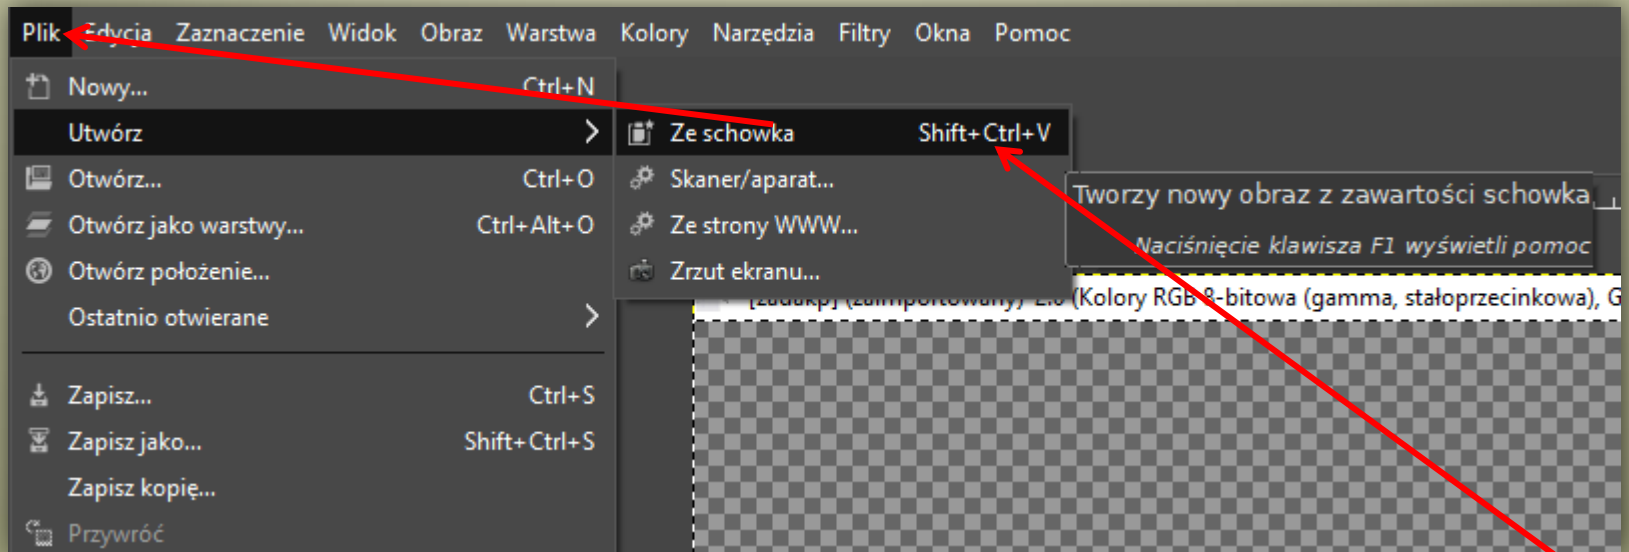 Plik Edycja Zaznaczenie Widok Obraz Warstwa Kolory Narzędzia Filtry Okna Pomoc
Nowy... Ctrl+N
Utwórz
Otwórz... Ctrl+O
Otwórz jako warstwy... Ctrl+Alt+O
Otwórz położenie...
Ostatnio otwierane
Zapisz... Ctrl+S
Zapisz jako... Shift+Ctrl+S
Zapisz kopię...
Przywróć
Ze schowka Shift+Ctrl+V
Skaner/aparat...
Ze strony WWW...
Zrzut ekranu...
Tworzy nowy obraz z zawartości schowka
Naciśnięcie klawisza F1 wyświetli pomoc
(zaimportowany) (Kolory RGB 8-bitowa (gamma, stałoprzecinkowa), G